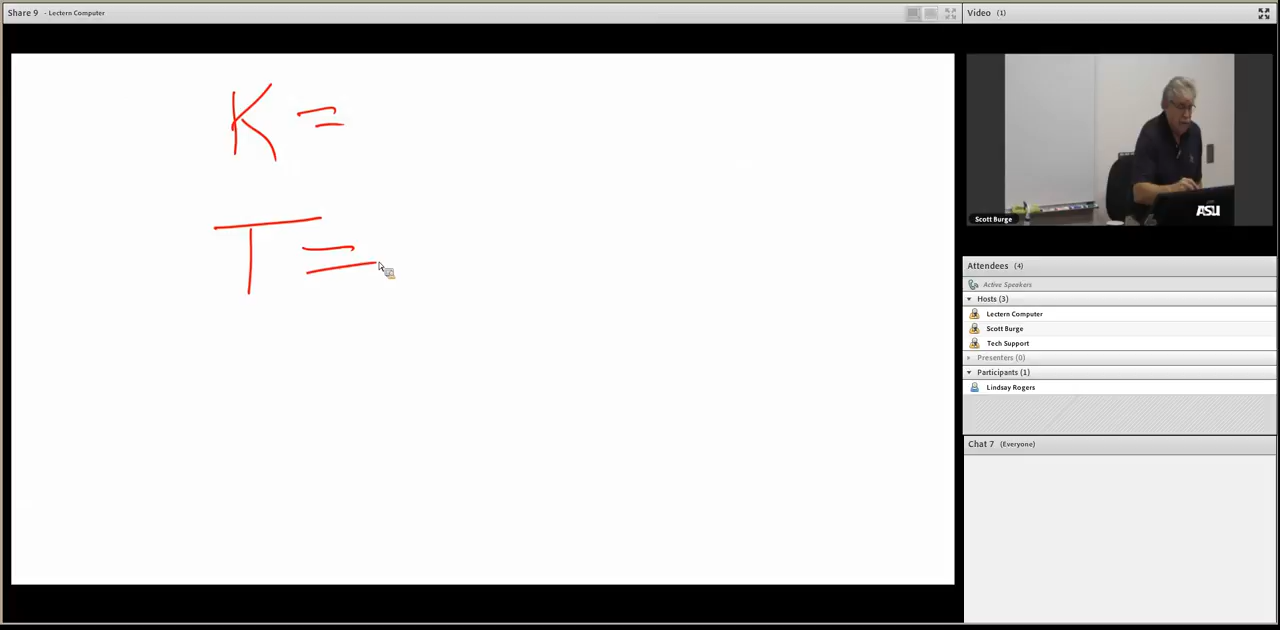 Share 9 - Lectern Computer
Video (1)
K =
T =
Scott Burge
ASU
Attendees (4)
Active Speakers
Hosts (3)
Lectern Computer
Scott Burge
Tech Support
Presenters (0)
Participants (1)
Lindsay Rogers
Chat 7 (Everyone)